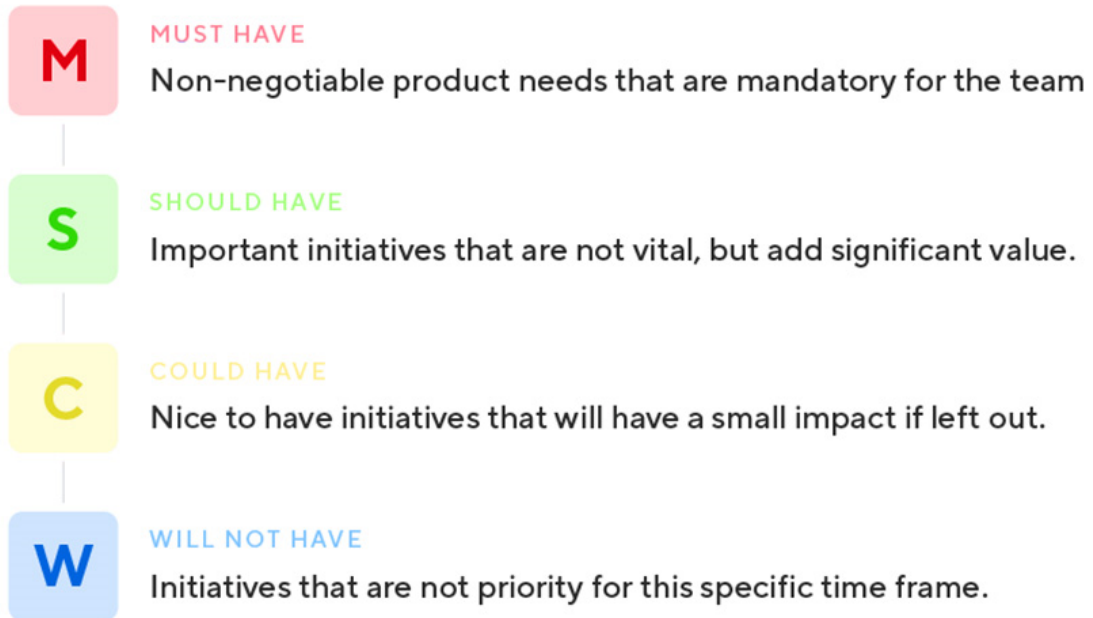 M
MUST HAVE
Non-negotiable product needs that are mandatory for the team
S
SHOULD HAVE
Important initiatives that are not vital, but add significant value.
C
COULD HAVE
Nice to have initiatives that will have a small impact if left out.
W
WILL NOT HAVE
Initiatives that are not priority for this specific time frame.